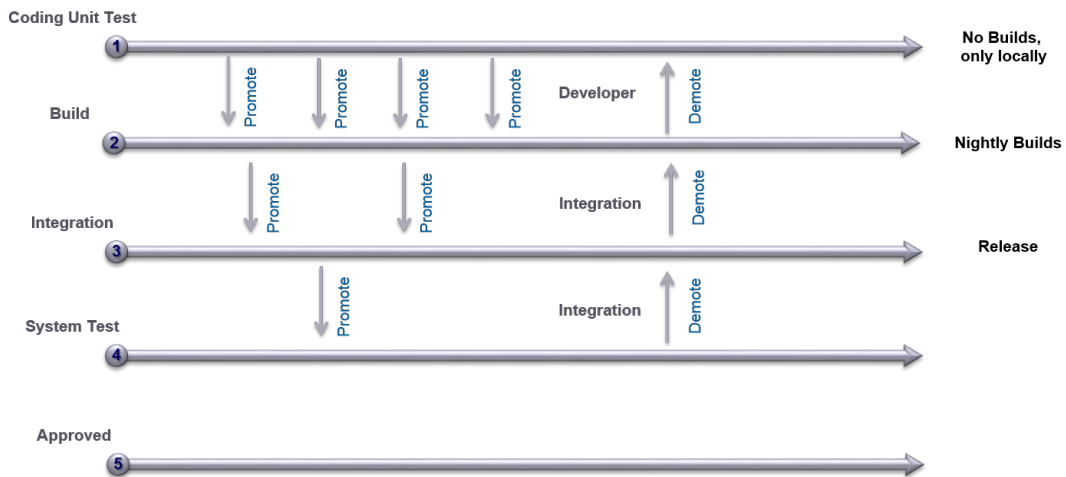 Coding Unit Test
1
No Builds,
only locally
Promote
Promote
Promote
Promote
Developer
Demote
Build
2
Nightly Builds
Promote
Promote
Integration
Demote
Integration
3
Release
Promote
Integration
Demote
System Test
4
Approved
5